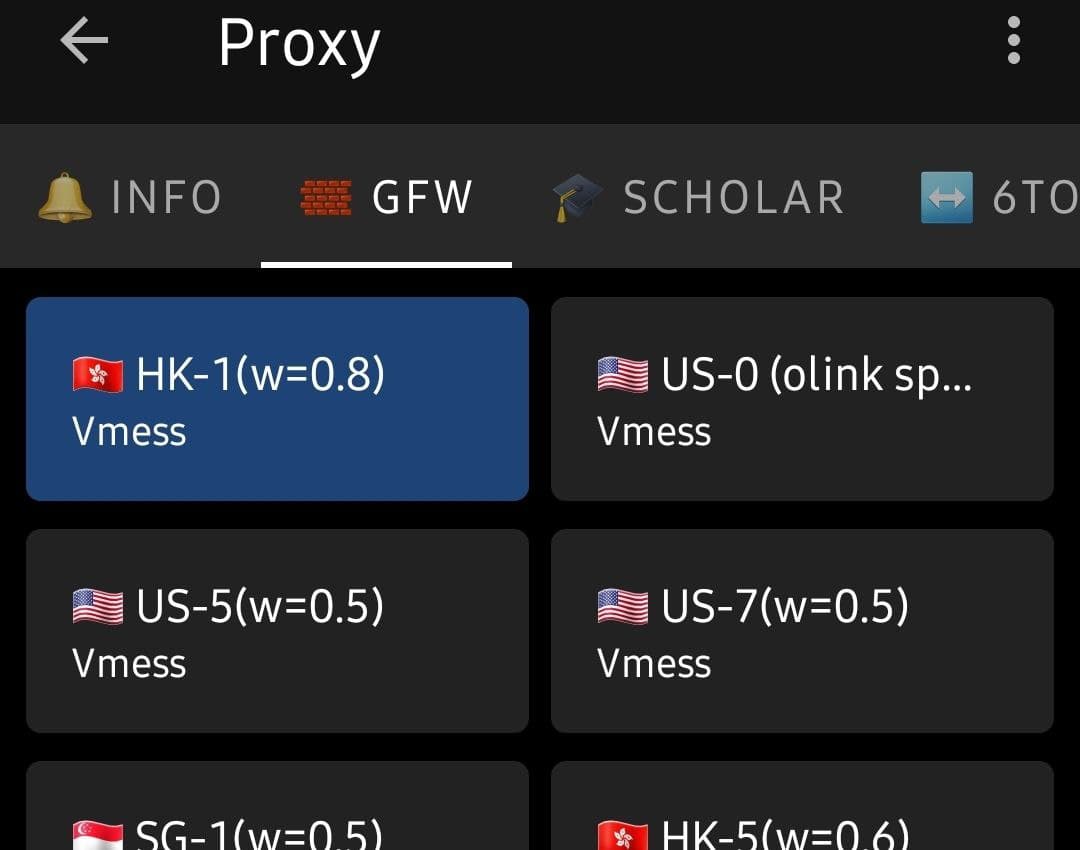 Proxy
INFO GFW SCHOLAR 6TO
HK-1(w=0.8)
Vmess
US-0 (olink sp...
Vmess
US-5(w=0.5)
Vmess
US-7(w=0.5)
Vmess
SG-1(w=0.5)
HK-5(w=0.6)